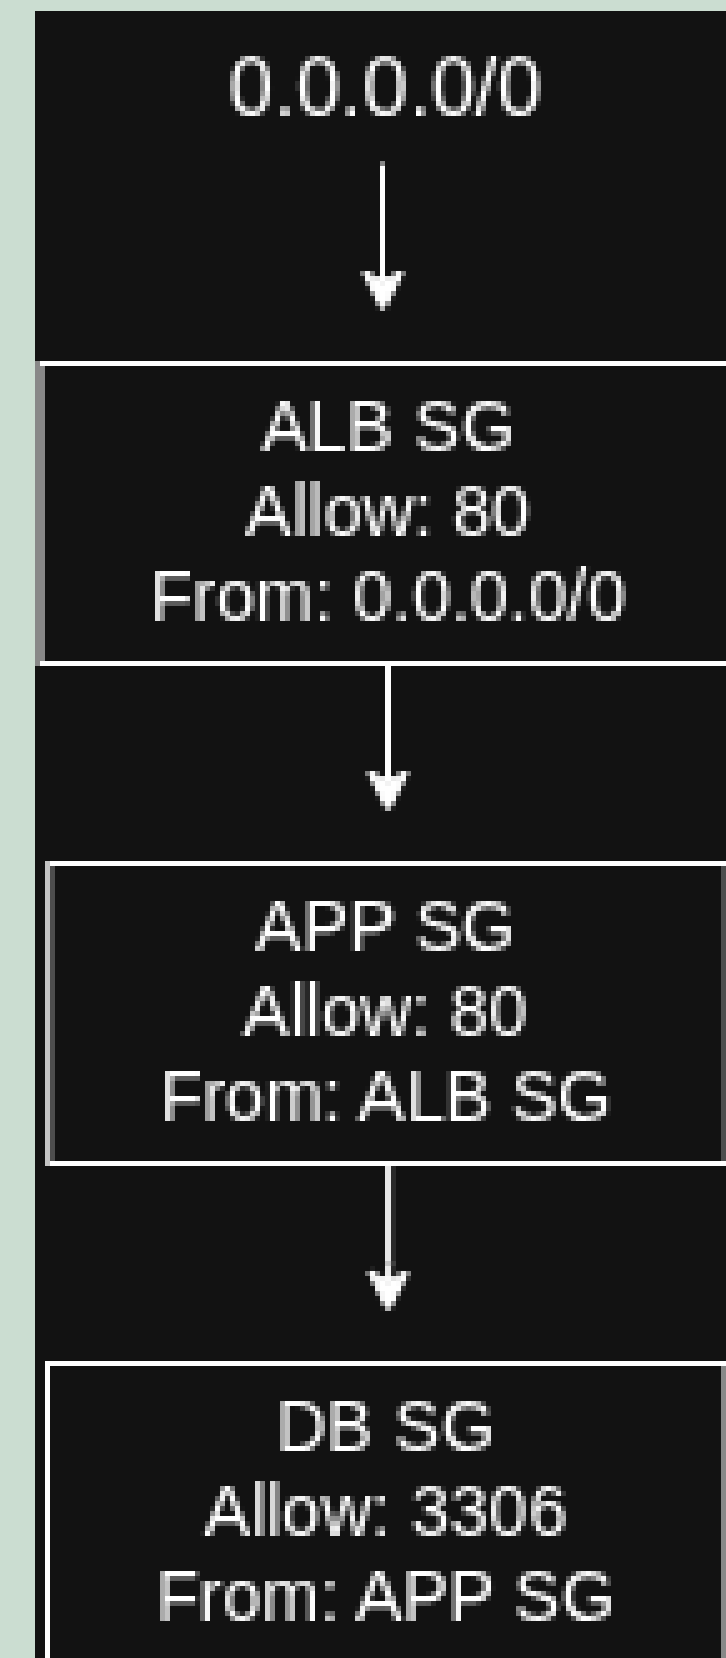 0.0.0.0/0
ALB SG
Allow: 80
From: 0.0.0.0/0
APP SG
Allow: 80
From: ALB SG
DB SG
Allow: 3306
From: APP SG